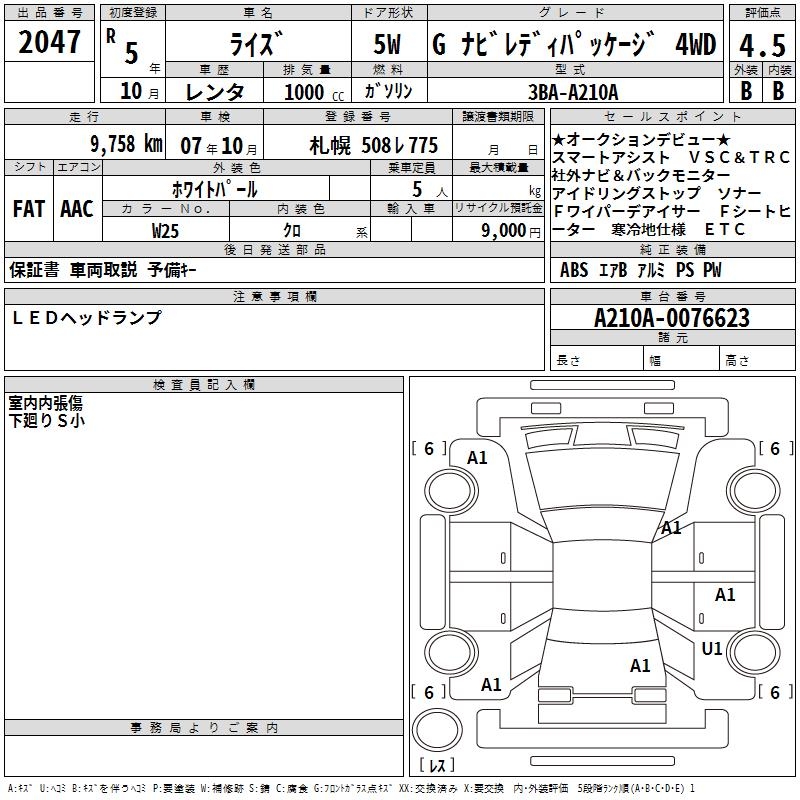 出品番号 初度登録 車名 ドア形状 グレード 評価点
2047 R 5 年 ﾗｲｽﾞ 5W G ﾅﾋﾞﾚﾃﾞｨﾊﾟｯｹｰｼﾞ 4WD 4.5
車歴 排気量 燃料 型式 外装 内装
10 月 レンタ 1000 CC ｶﾞｿﾘﾝ 3BA-A210A B B
走行 車検 登録番号 譲渡書類期限 セールスポイント
9,758 km 07 年 10 月 札幌 508ﾚ 775 月 日
★オークションデビュー★
スマートアシスト ＶＳＣ＆ＴＲＣ
社外ナビ＆バックモニター
アイドリングストップ ソナー
Ｆワイパーデアイサー Ｆシートヒ
ーター 寒冷地仕様 ＥＴＣ
シフト エアコン 外装色 乗車定員 最大積載量
FAT AAC ﾎﾜｲﾄﾊﾟｰﾙ 5 人 kg
カラーNo. 内装色 輸入車 リサイクル預託金
W25 ｸﾛ 系 9,000 円
後日発送部品 純正装備
保証書 車両取説 予備ｷｰ ABS ｴｱB ｱﾙﾐ PS PW
注意事項欄 車台番号
ＬＥＤヘッドランプ A210A-0076623
諸元
長さ 幅 高さ
検査員記入欄
室内内張傷
下廻りＳ小
[ 6 ] A1 [ 6 ]
A1
A1
U1
A1
[ 6 ] A1 [ 6 ]
[ ﾚｽ ]
事務局よりご案内
A:ｷｽﾞ U:ﾍｺﾐ B:ｷｽﾞを伴うﾍｺﾐ P:要塗装 W:補修跡 S:錆 C:腐食 G:ﾌﾛﾝﾄｶﾞﾗｽ点ｷｽﾞ XX:交換済み X:要交換 内・外装評価 5段階ﾗﾝｸ順(A・B・C・D・E) 1